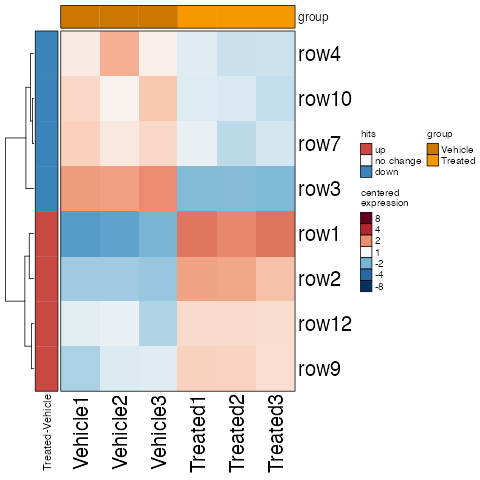 group
row4
row10
row7
row3
row1
row2
row12
row9
hits
up
no change
down
group
Vehicle
Treated
centered
expression
8
4
2
1
-2
-4
-8
Treated-Vehicle
Vehicle1
Vehicle2
Vehicle3
Treated1
Treated2
Treated3